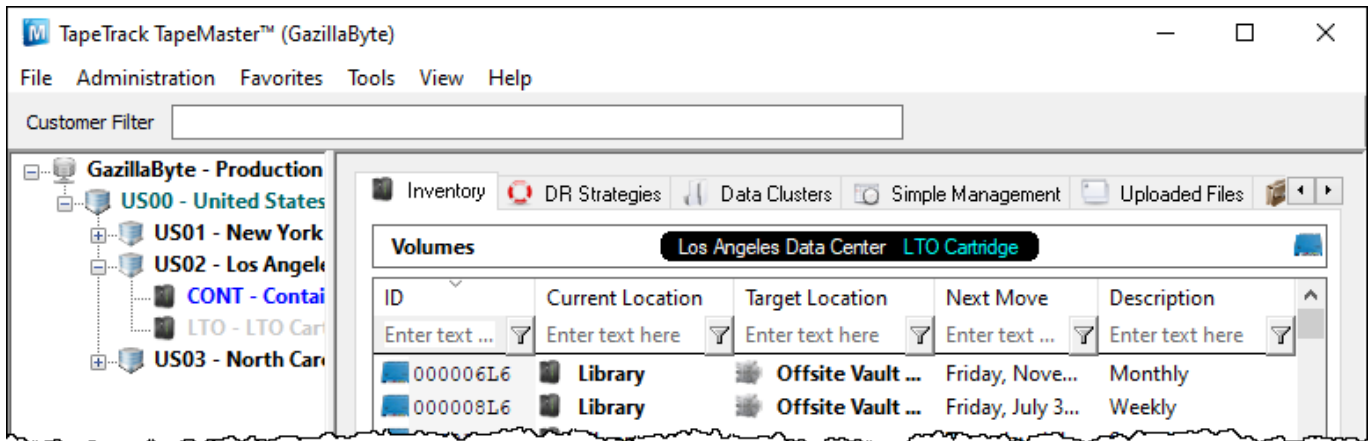 TapeTrack TapeMaster™ (GazillaByte)
File Administration Favorites Tools View Help
Customer Filter
GazillaByte - Production
US00 - United States
US01 - New York
US02 - Los Angele
CONT - Contai
LTO - LTO Cart
US03 - North Card
Inventory DR Strategies Data Clusters Simple Management Uploaded Files
Volumes Los Angeles Data Center LTO Cartridge
ID Current Location Target Location Next Move Description
Enter text ... Enter text here Enter text here Enter text ... Enter text here
000006L6 Library Offsite Vault ... Friday, Nove... Monthly
000008L6 Library Offsite Vault ... Friday, July 3... Weekly